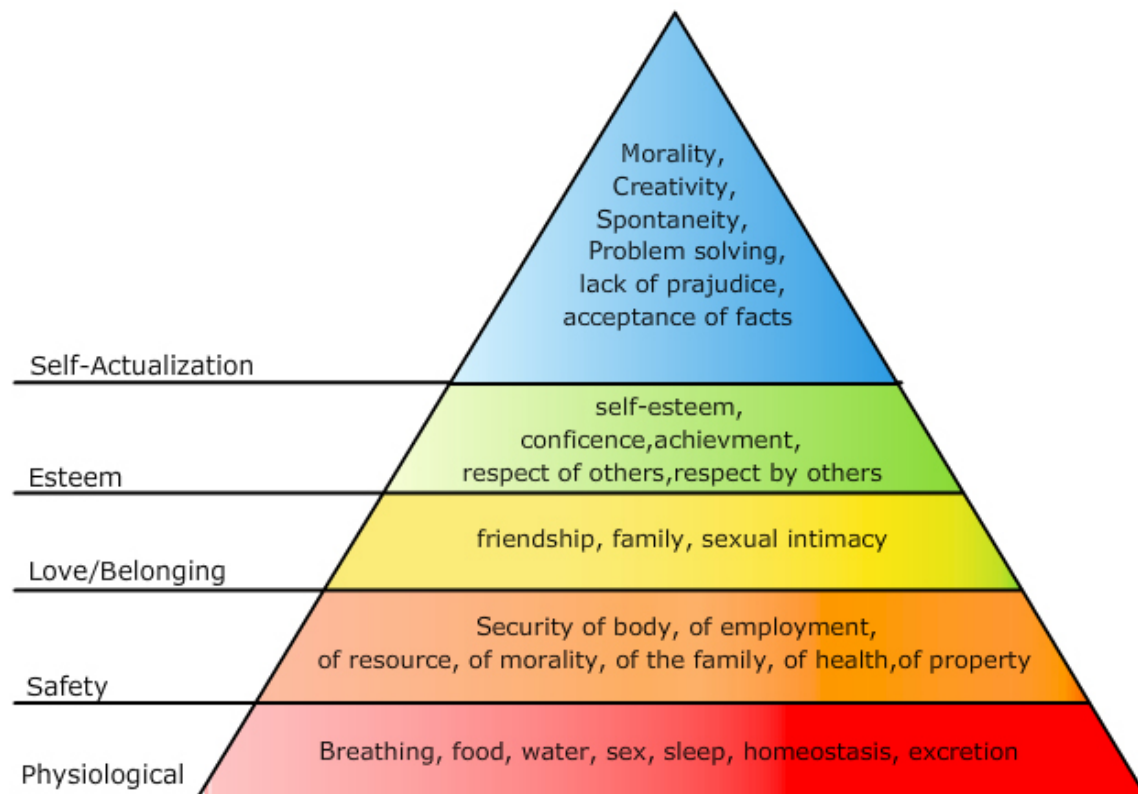 Morality,
Creativity,
Spontaneity,
Problem solving,
lack of prajudice,
acceptance of facts
Self-Actualization
self-esteem,
conficence,achievment,
respect of others,respect by others
Esteem
friendship, family, sexual intimacy
Love/Belonging
Security of body, of employment,
of resource, of morality, of the family, of health,of property
Safety
Breathing, food, water, sex, sleep, homeostasis, excretion
Physiological